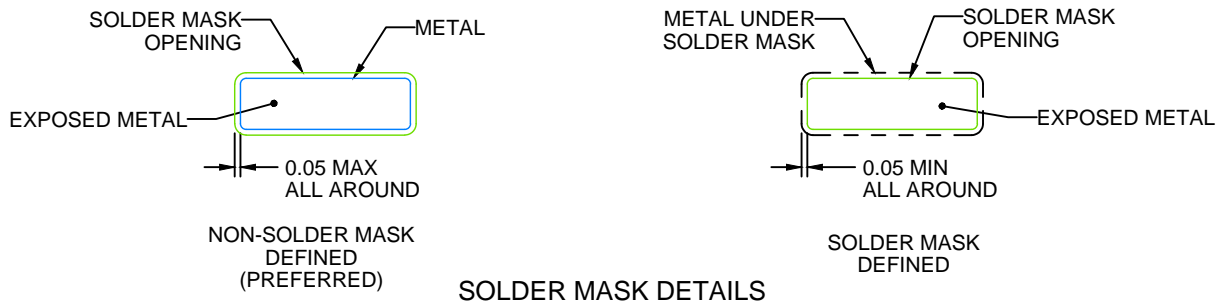 SOLDER MASK
OPENING
METAL
EXPOSED METAL
0.05 MAX
ALL AROUND
NON-SOLDER MASK
DEFINED
(PREFERRED)
METAL UNDER
SOLDER MASK
SOLDER MASK
OPENING
EXPOSED METAL
0.05 MIN
ALL AROUND
SOLDER MASK
DEFINED
SOLDER MASK DETAILS